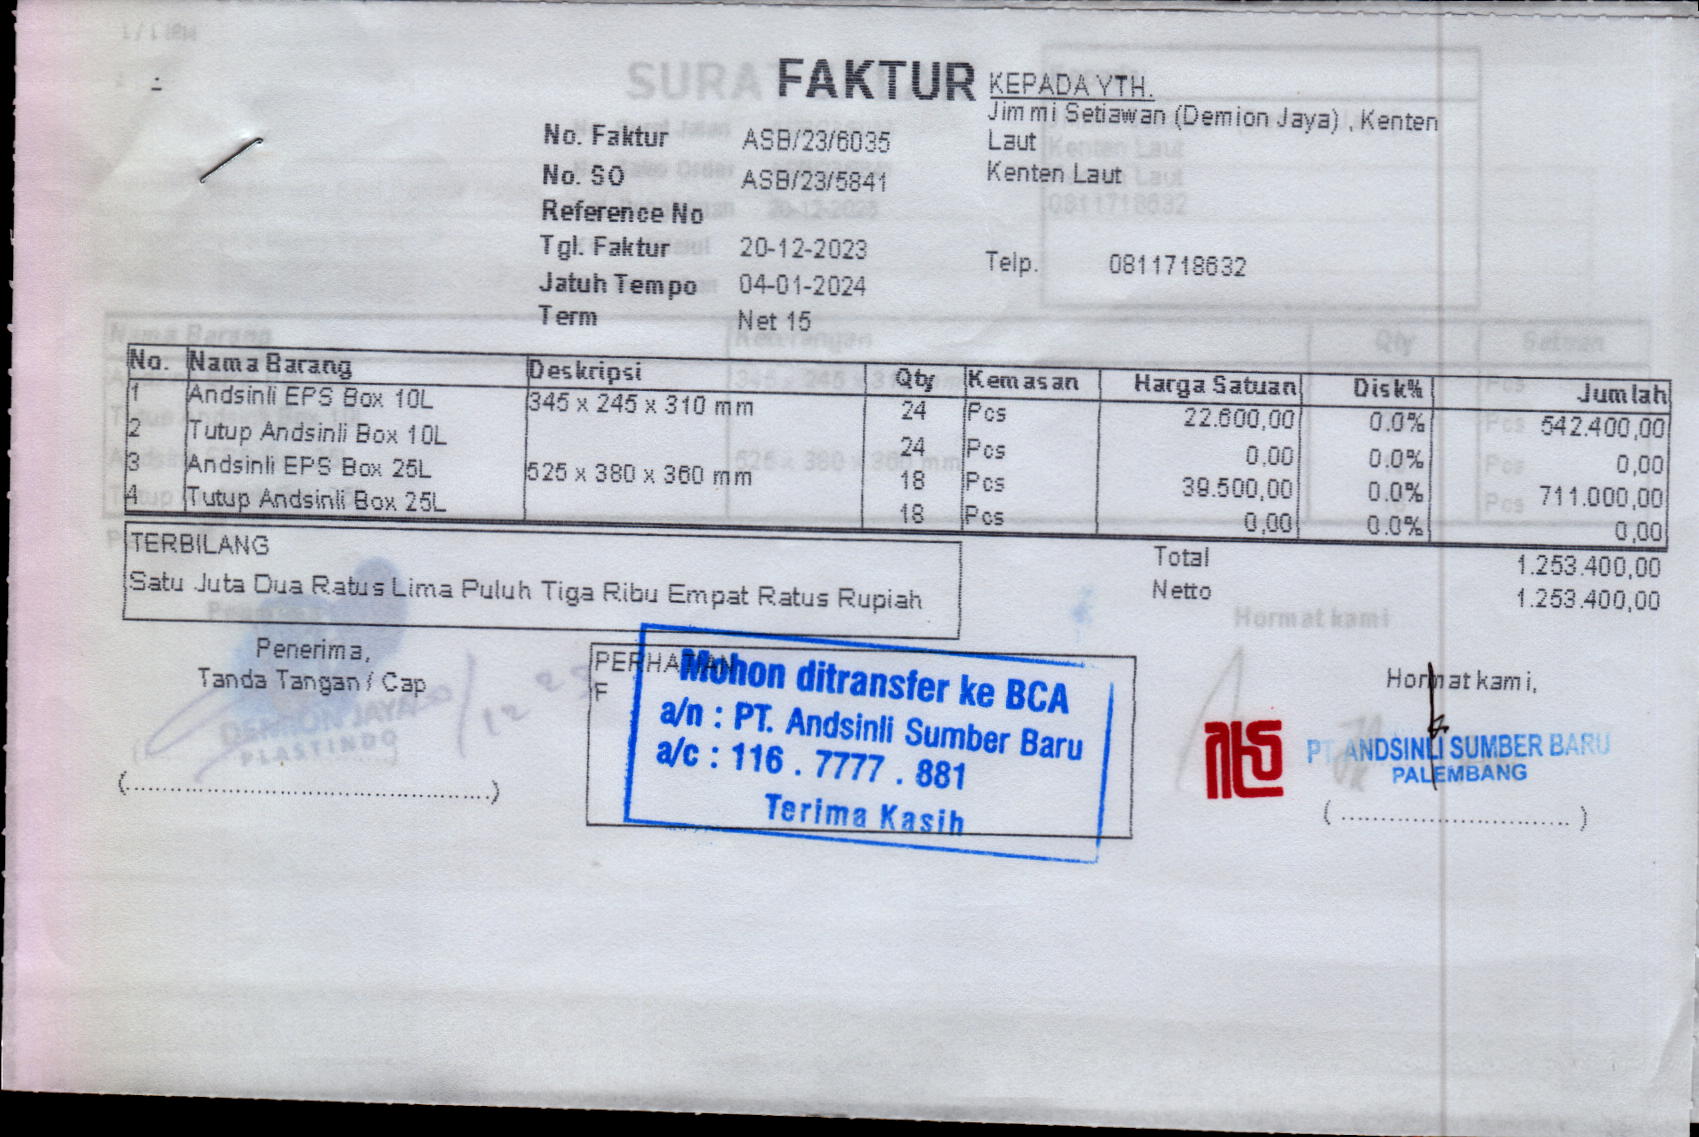 FAKTUR
KEPADA YTH.
Jimmi Setiawan (Demion Jaya) , Kenten
Laut
Kenten Laut
Telp. 0811718632
No. Faktur ASB/23/6035
No. SO ASB/23/5841
Reference No
Tgl. Faktur 20-12-2023
Jatuh Tempo 04-01-2024
Term Net 15
No. Nama Barang Deskripsi Qty Kemasan Harga Satuan Disk% Jumlah
1 Andsinli EPS Box 10L 345 x 245 x 310 mm 24 Pcs 22.600,00 0.0% 542.400,00
2 Tutup Andsinli Box 10L 24 Pcs 0,00 0.0% 0,00
3 Andsinli EPS Box 25L 525 x 380 x 360 mm 18 Pcs 39.500,00 0.0% 711.000,00
4 Tutup Andsinli Box 25L 18 Pcs 0,00 0.0% 0,00
TERBILANG
Satu Juta Dua Ratus Lima Puluh Tiga Ribu Empat Ratus Rupiah
Total 1.253.400,00
Netto 1.253.400,00
Penerima,
Tanda Tangan / Cap
DEMION JAYA
PLASTINDO
(....................................................)
PERHATIAN
F
Mohon ditransfer ke BCA
a/n : PT. Andsinli Sumber Baru
a/c : 116 . 7777 . 881
Terima Kasih
Hormat kami,
PT ANDSINLI SUMBER BARU
PALEMBANG
(.................................)